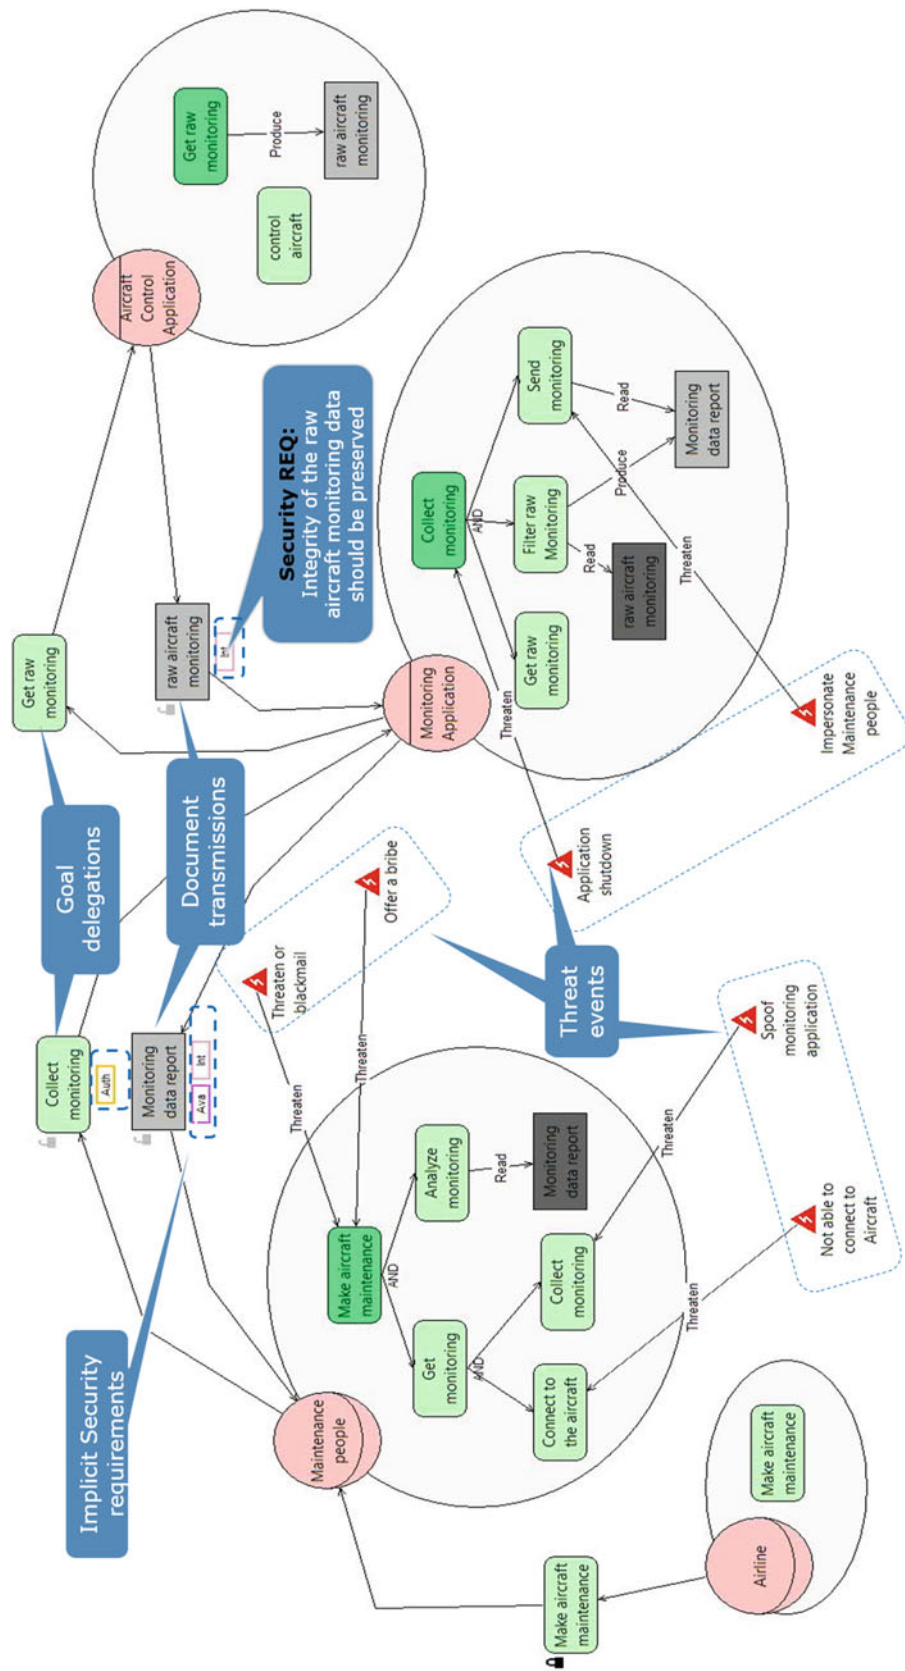 Implicit Security
requirements
Goal
delegations
Document
transmissions
Security REQ:
Integrity of the raw
aircraft monitoring data
should be preserved
Threat
events
Collect
monitoring
Auth
Monitoring
data report
Ava
Int
Get raw
monitoring
raw aircraft
monitoring
Int
Aircraft
Control
Application
Get raw
monitoring
Produce
raw aircraft
monitoring
control
aircraft
Monitoring
Application
Collect
monitoring
AND
Get raw
monitoring
Filter raw
Monitoring
Send
monitoring
Read
Produce
Read
raw aircraft
monitoring
Monitoring
data report
Threaten
Threaten
Application
shutdown
Impersonate
Maintenance
people
Threaten or
blackmail
Offer a bribe
Threaten
Threaten
Maintenance
people
Make aircraft
maintenance
AND
Get
monitoring
Analyze
monitoring
Read
Monitoring
data report
AND
Connect to
the aircraft
Collect
monitoring
Threaten
Threaten
Not able to
connect to
Aircraft
Spoof
monitoring
application
Make aircraft
maintenance
Airline
Make aircraft
maintenance